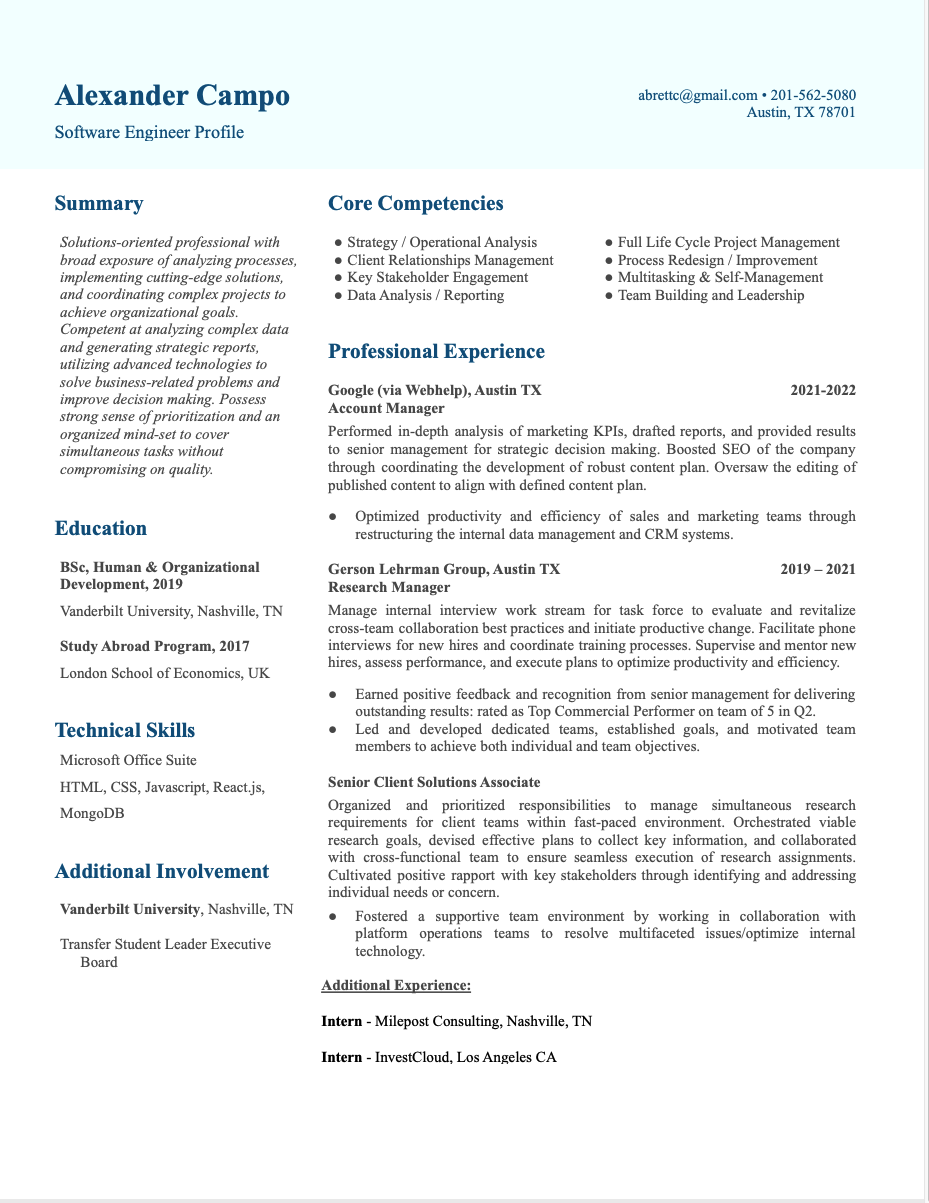 Alexander Campo
Software Engineer Profile
abrettc@gmail.com • 201-562-5080
Austin, TX 78701
Summary
Solutions-oriented professional with
broad exposure of analyzing processes,
implementing cutting-edge solutions,
and coordinating complex projects to
achieve organizational goals.
Competent at analyzing complex data
and generating strategic reports,
utilizing advanced technologies to
solve business-related problems and
improve decision making. Possess
strong sense of prioritization and an
organized mind-set to cover
simultaneous tasks without
compromising on quality.
Education
BSc, Human & Organizational
Development, 2019
Vanderbilt University, Nashville, TN
Study Abroad Program, 2017
London School of Economics, UK
Technical Skills
Microsoft Office Suite
HTML, CSS, Javascript, React.js,
MongoDB
Additional Involvement
Vanderbilt University, Nashville, TN
Transfer Student Leader Executive
Board
Core Competencies
● Strategy / Operational Analysis
● Client Relationships Management
● Key Stakeholder Engagement
● Data Analysis / Reporting
● Full Life Cycle Project Management
● Process Redesign / Improvement
● Multitasking & Self-Management
● Team Building and Leadership
Professional Experience
Google (via Webhelp), Austin TX 2021-2022
Account Manager
Performed in-depth analysis of marketing KPIs, drafted reports, and provided results
to senior management for strategic decision making. Boosted SEO of the company
through coordinating the development of robust content plan. Oversaw the editing of
published content to align with defined content plan.
● Optimized productivity and efficiency of sales and marketing teams through
restructuring the internal data management and CRM systems.
Gerson Lehrman Group, Austin TX 2019 – 2021
Research Manager
Manage internal interview work stream for task force to evaluate and revitalize
cross-team collaboration best practices and initiate productive change. Facilitate phone
interviews for new hires and coordinate training processes. Supervise and mentor new
hires, assess performance, and execute plans to optimize productivity and efficiency.
● Earned positive feedback and recognition from senior management for delivering
outstanding results: rated as Top Commercial Performer on team of 5 in Q2.
● Led and developed dedicated teams, established goals, and motivated team
members to achieve both individual and team objectives.
Senior Client Solutions Associate
Organized and prioritized responsibilities to manage simultaneous research
requirements for client teams within fast-paced environment. Orchestrated viable
research goals, devised effective plans to collect key information, and collaborated
with cross-functional team to ensure seamless execution of research assignments.
Cultivated positive rapport with key stakeholders through identifying and addressing
individual needs or concern.
● Fostered a supportive team environment by working in collaboration with
platform operations teams to resolve multifaceted issues/optimize internal
technology.
Additional Experience:
Intern - Milepost Consulting, Nashville, TN
Intern - InvestCloud, Los Angeles CA